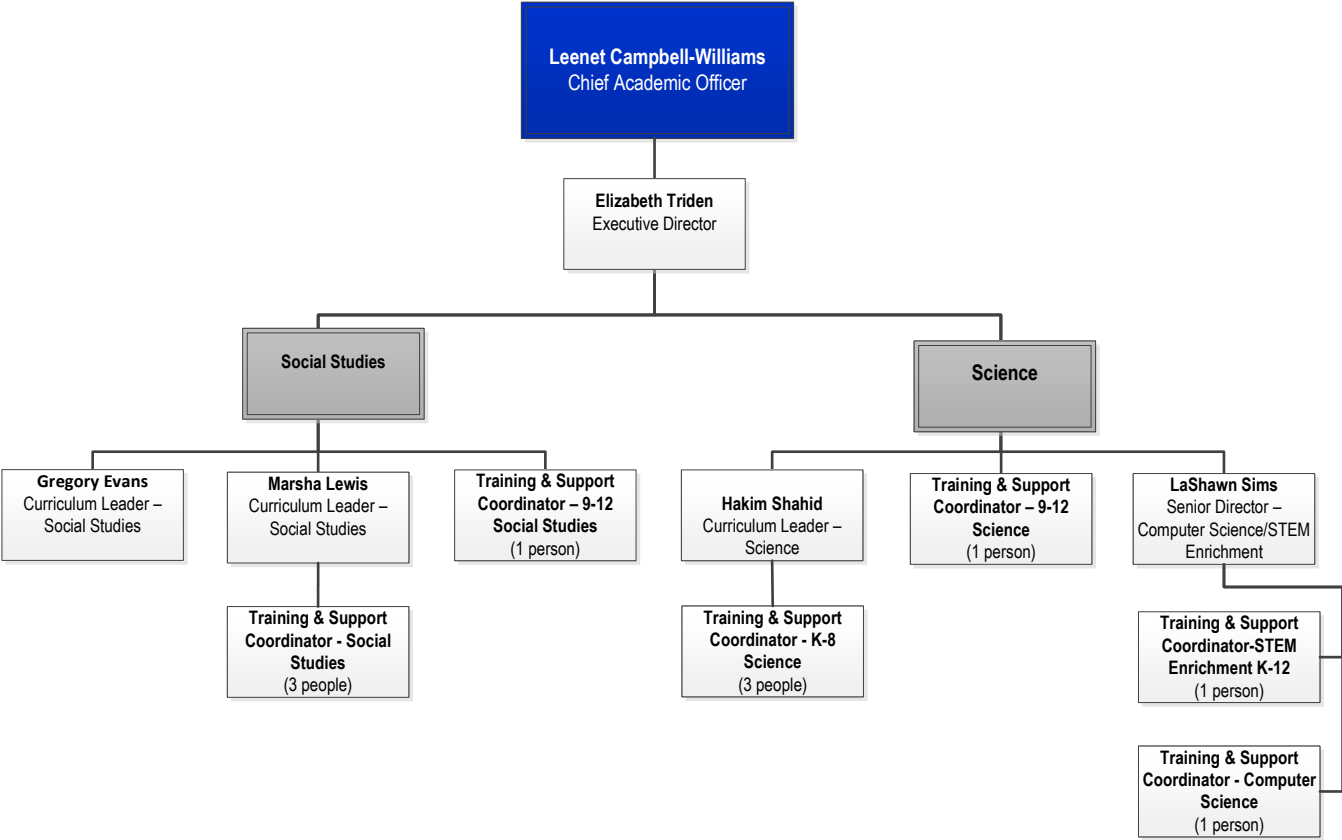 Leenet Campbell-Williams
Chief Academic Officer
Elizabeth Triden
Executive Director
Social Studies
Science
Gregory Evans
Curriculum Leader –
Social Studies
Marsha Lewis
Curriculum Leader –
Social Studies
Training & Support
Coordinator – 9-12
Social Studies
(1 person)
Hakim Shahid
Curriculum Leader –
Science
Training & Support
Coordinator – 9-12
Science
(1 person)
LaShawn Sims
Senior Director –
Computer Science/STEM
Enrichment
Training & Support
Coordinator - Social
Studies
(3 people)
Training & Support
Coordinator - K-8
Science
(3 people)
Training & Support
Coordinator-STEM
Enrichment K-12
(1 person)
Training & Support
Coordinator - Computer
Science
(1 person)